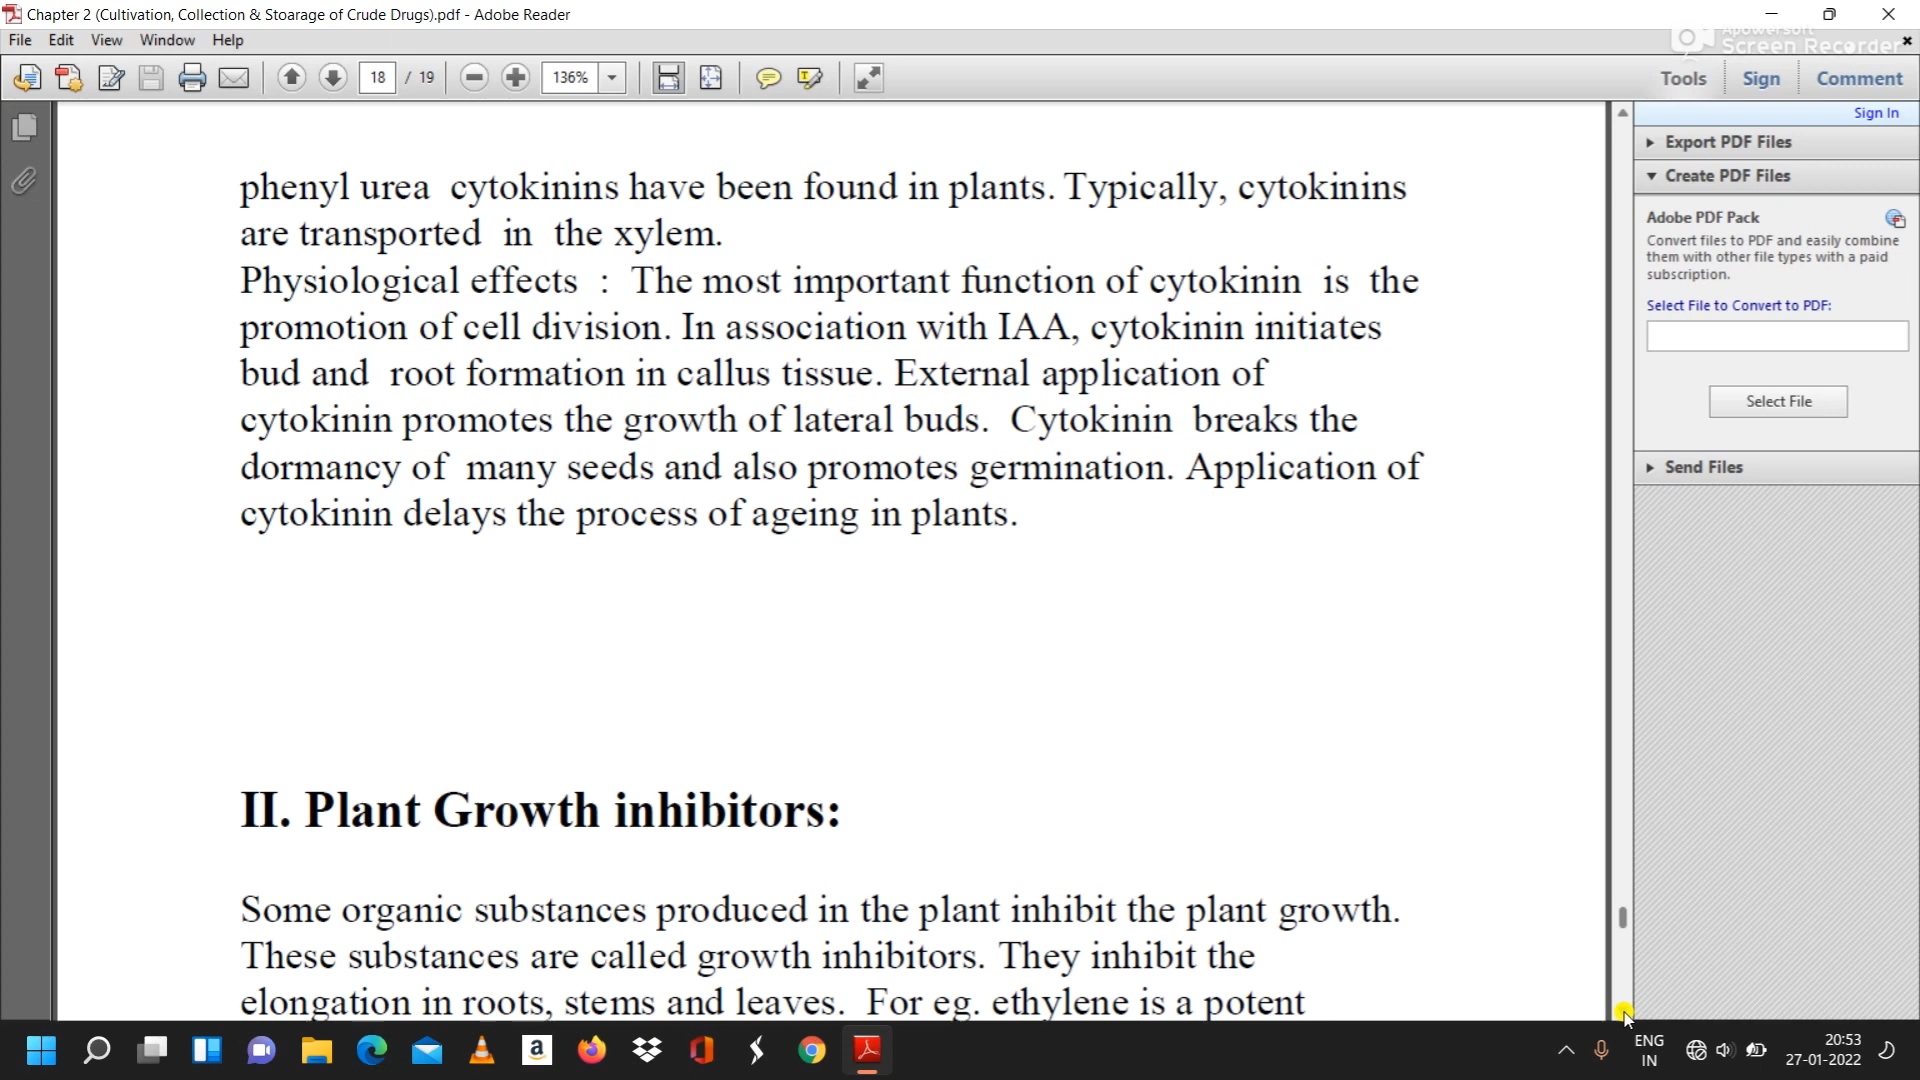 Chapter 2 (Cultivation, Collection & Stoarage of Crude Drugs).pdf - Adobe Reader
File Edit View Window Help
Apowersoft
Screen Recorder
18 / 19 136% Tools Sign Comment
Sign In
Export PDF Files
Create PDF Files
Adobe PDF Pack
Convert files to PDF and easily combine
them with other file types with a paid
subscription.
Select File to Convert to PDF:
Select File
Send Files
phenyl urea cytokinins have been found in plants. Typically, cytokinins
are transported in the xylem.
Physiological effects : The most important function of cytokinin is the
promotion of cell division. In association with IAA, cytokinin initiates
bud and root formation in callus tissue. External application of
cytokinin promotes the growth of lateral buds. Cytokinin breaks the
dormancy of many seeds and also promotes germination. Application of
cytokinin delays the process of ageing in plants.
II. Plant Growth inhibitors:
Some organic substances produced in the plant inhibit the plant growth.
These substances are called growth inhibitors. They inhibit the
elongation in roots, stems and leaves. For eg. ethylene is a potent
ENG
IN
20:53
27-01-2022